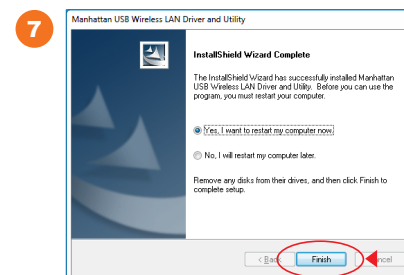 7
Manhattan USB Wireless LAN Driver and Utility
InstallShield Wizard Complete
The InstallShield Wizard has successfully installed Manhattan
USB Wireless LAN Driver and Utility. Before you can use the
program, you must restart your computer.
Yes, I want to restart my computer now.
No, I will restart my computer later.
Remove any disks from their drives, and then click Finish to
complete setup.
< Back Finish